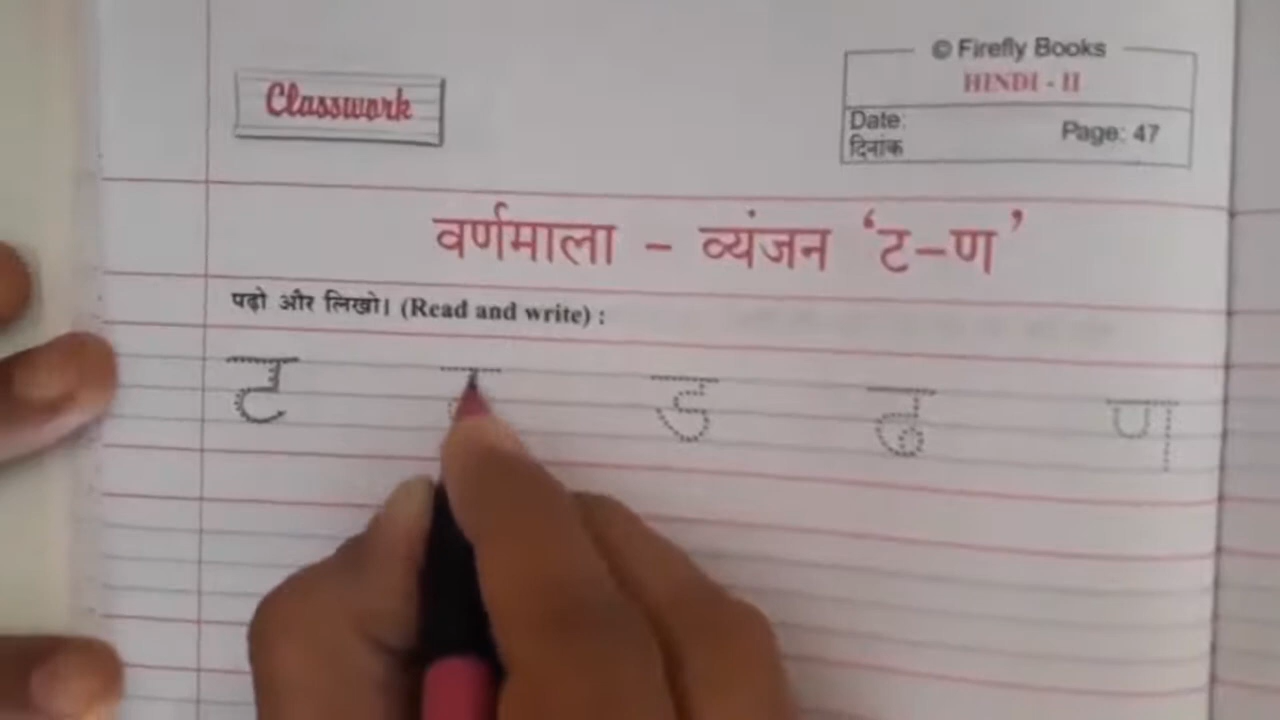 © Firefly Books
Classwork
HINDI - II
Date:
दिनांक
Page: 47
वर्णमाला - व्यंजन ‘ट-ण’
पढ़ो और लिखो। (Read and write) :
ट ड ढ ण